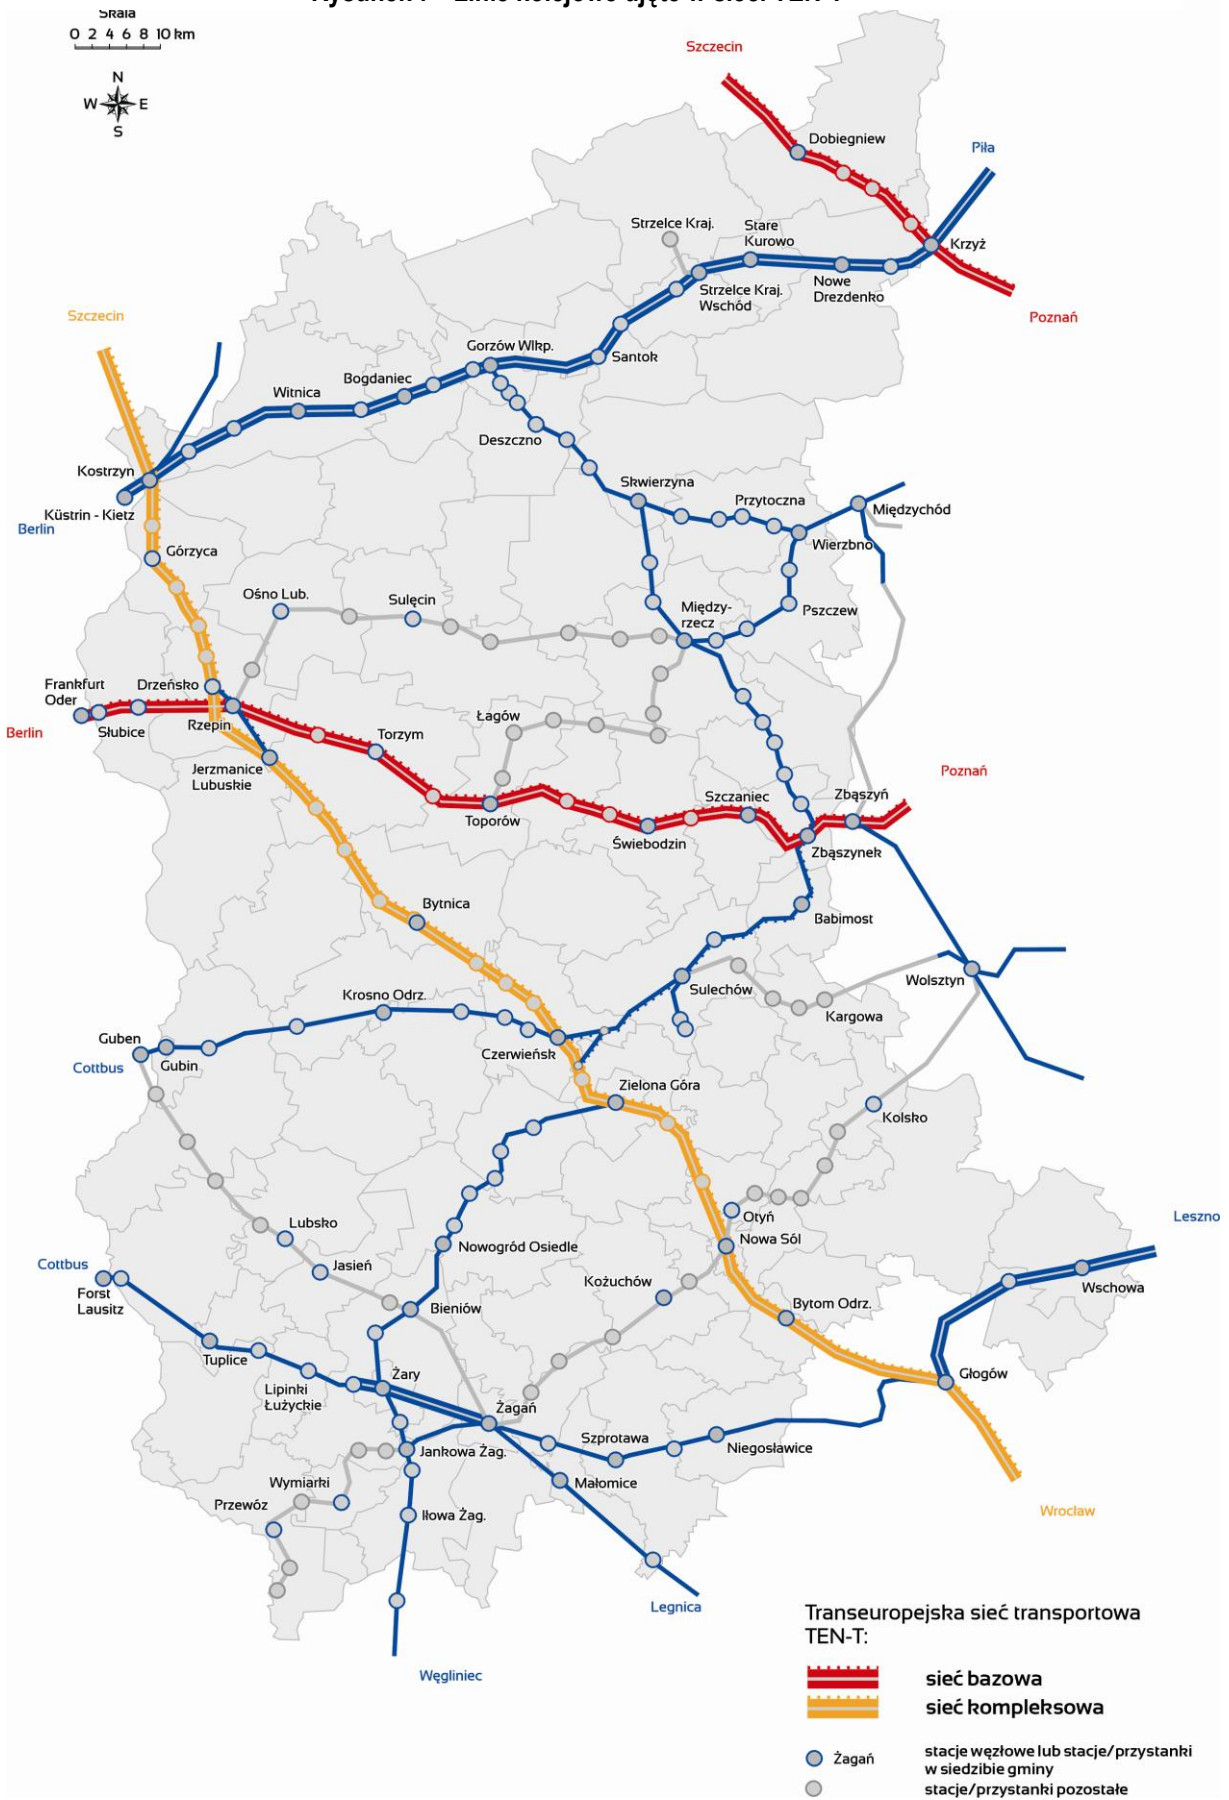 Skala
0 2 4 6 8 10 km
N
W E
S
Szczecin
Dobiegniew
Piła
Strzelce Kraj.
Stare
Kurowo
Krzyż
Strzelce Kraj.
Wschód
Nowe
Drezdenko
Poznań
Szczecin
Gorzów Wlkp.
Santok
Bogdaniec
Witnica
Deszczno
Kostrzyn
Skwierzyna
Przytoczna
Międzychód
Küstrin - Kietz
Berlin
Wierzbno
Górzyca
Ośno Lub.
Sulęcin
Między-
rzecz
Pszczew
Frankfurt
Oder
Drzeńsko
Berlin
Słubice
Rzepin
Łagów
Torzym
Jerzmanice
Lubuskie
Poznań
Toporów
Szczaniec
Zbąszyń
Świebodzin
Zbąszynek
Bytnica
Babimost
Sulechów
Wolsztyn
Krosno Odrz.
Kargowa
Guben
Gubin
Czerwieńsk
Cottbus
Zielona Góra
Kolsko
Lubsko
Otyń
Leszno
Nowogród Osiedle
Nowa Sól
Cottbus
Jasień
Kożuchów
Wschowa
Forst
Lausitz
Bieniów
Bytom Odrz.
Tuplice
Głogów
Lipinki
Łużyckie
Żary
Żagań
Szprotawa
Niegosławice
Jankowa Żag.
Wymiarki
Małomice
Przewóz
Iłowa Żag.
Wrocław
Legnica
Węgliniec
Transeuropejska sieć transportowa
TEN-T:
sieć bazowa
sieć kompleksowa
Żagań
stacje węzłowe lub stacje/przystanki
w siedzibie gminy
stacje/przystanki pozostałe